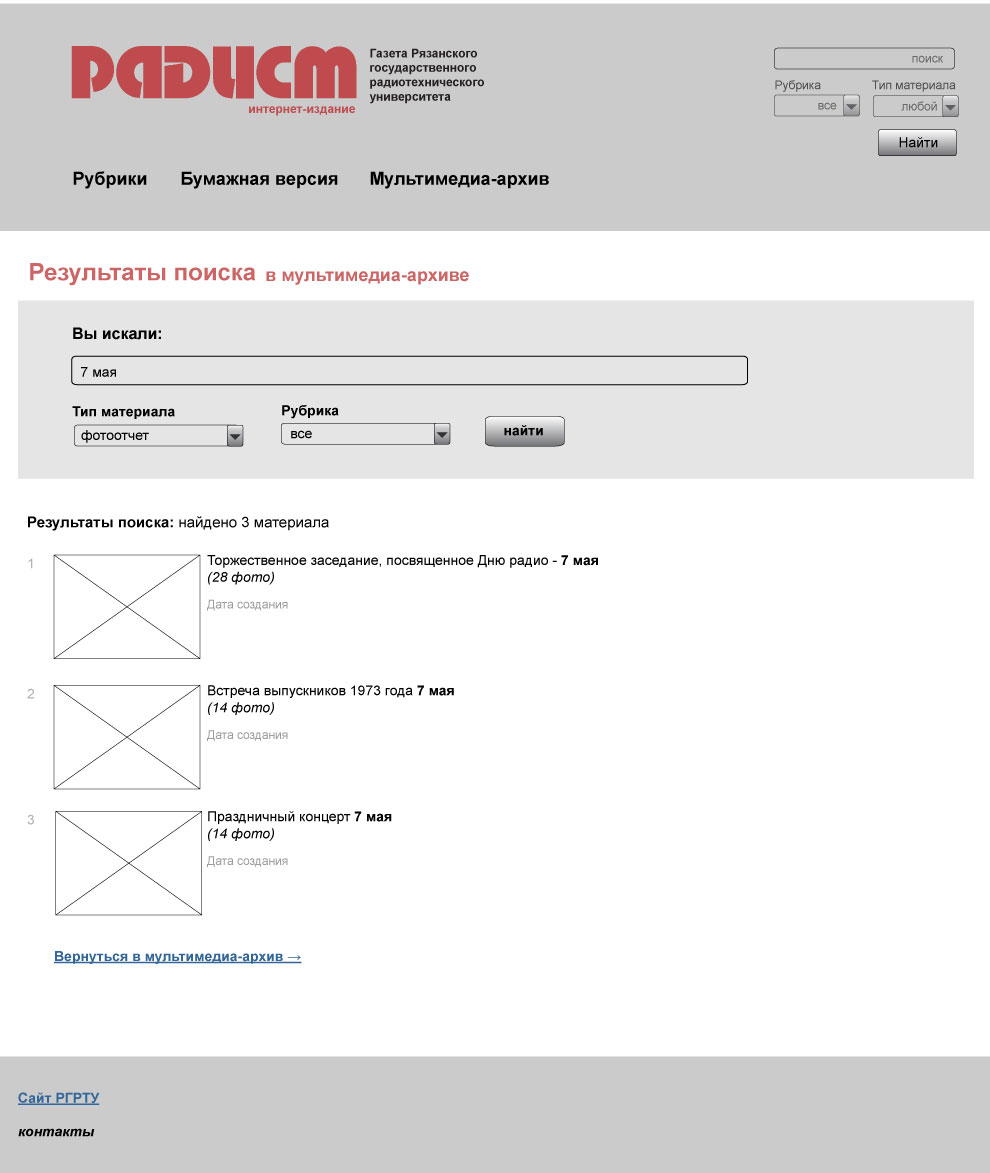 Радист
интернет-издание
Газета Рязанского
государственного
радиотехнического
университета
поиск
Рубрика Тип материала
все любой
Найти
Рубрики Бумажная версия Мультимедиа-архив
Результаты поиска в мультимедиа-архиве
Вы искали:
7 мая
Тип материала Рубрика
фотоотчет все найти
Результаты поиска: найдено 3 материала
1 Торжественное заседание, посвященное Дню радио - 7 мая
(28 фото)
Дата создания
2 Встреча выпускников 1973 года 7 мая
(14 фото)
Дата создания
3 Праздничный концерт 7 мая
(14 фото)
Дата создания
Вернуться в мультимедиа-архив →
Сайт РГРТУ
контакты